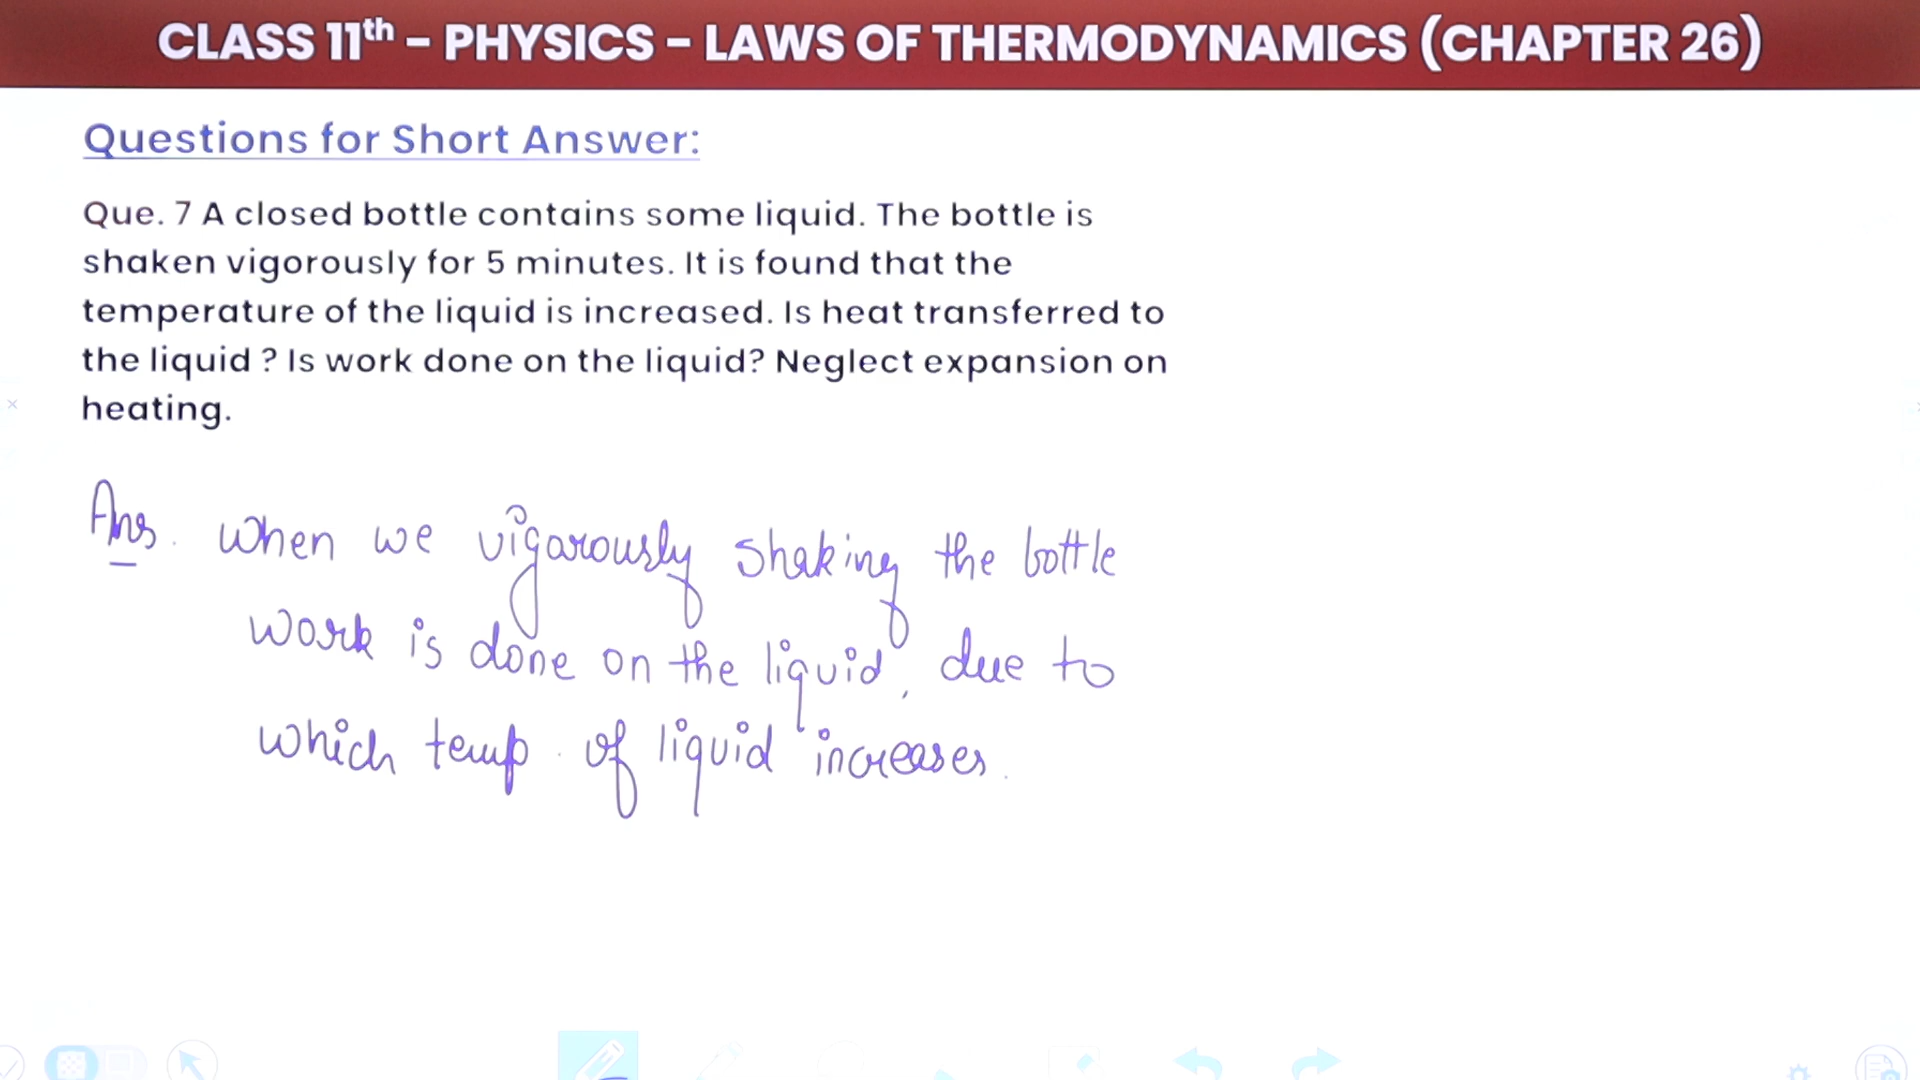 CLASS 11th - PHYSICS - LAWS OF THERMODYNAMICS (CHAPTER 26)
Questions for Short Answer:
Que. 7 A closed bottle contains some liquid. The bottle is
shaken vigorously for 5 minutes. It is found that the
temperature of the liquid is increased. Is heat transferred to
the liquid ? Is work done on the liquid? Neglect expansion on
heating.
Ans. When we vigarously shaking the bottle
work is done on the liquid, due to
which temp. of liquid increases.